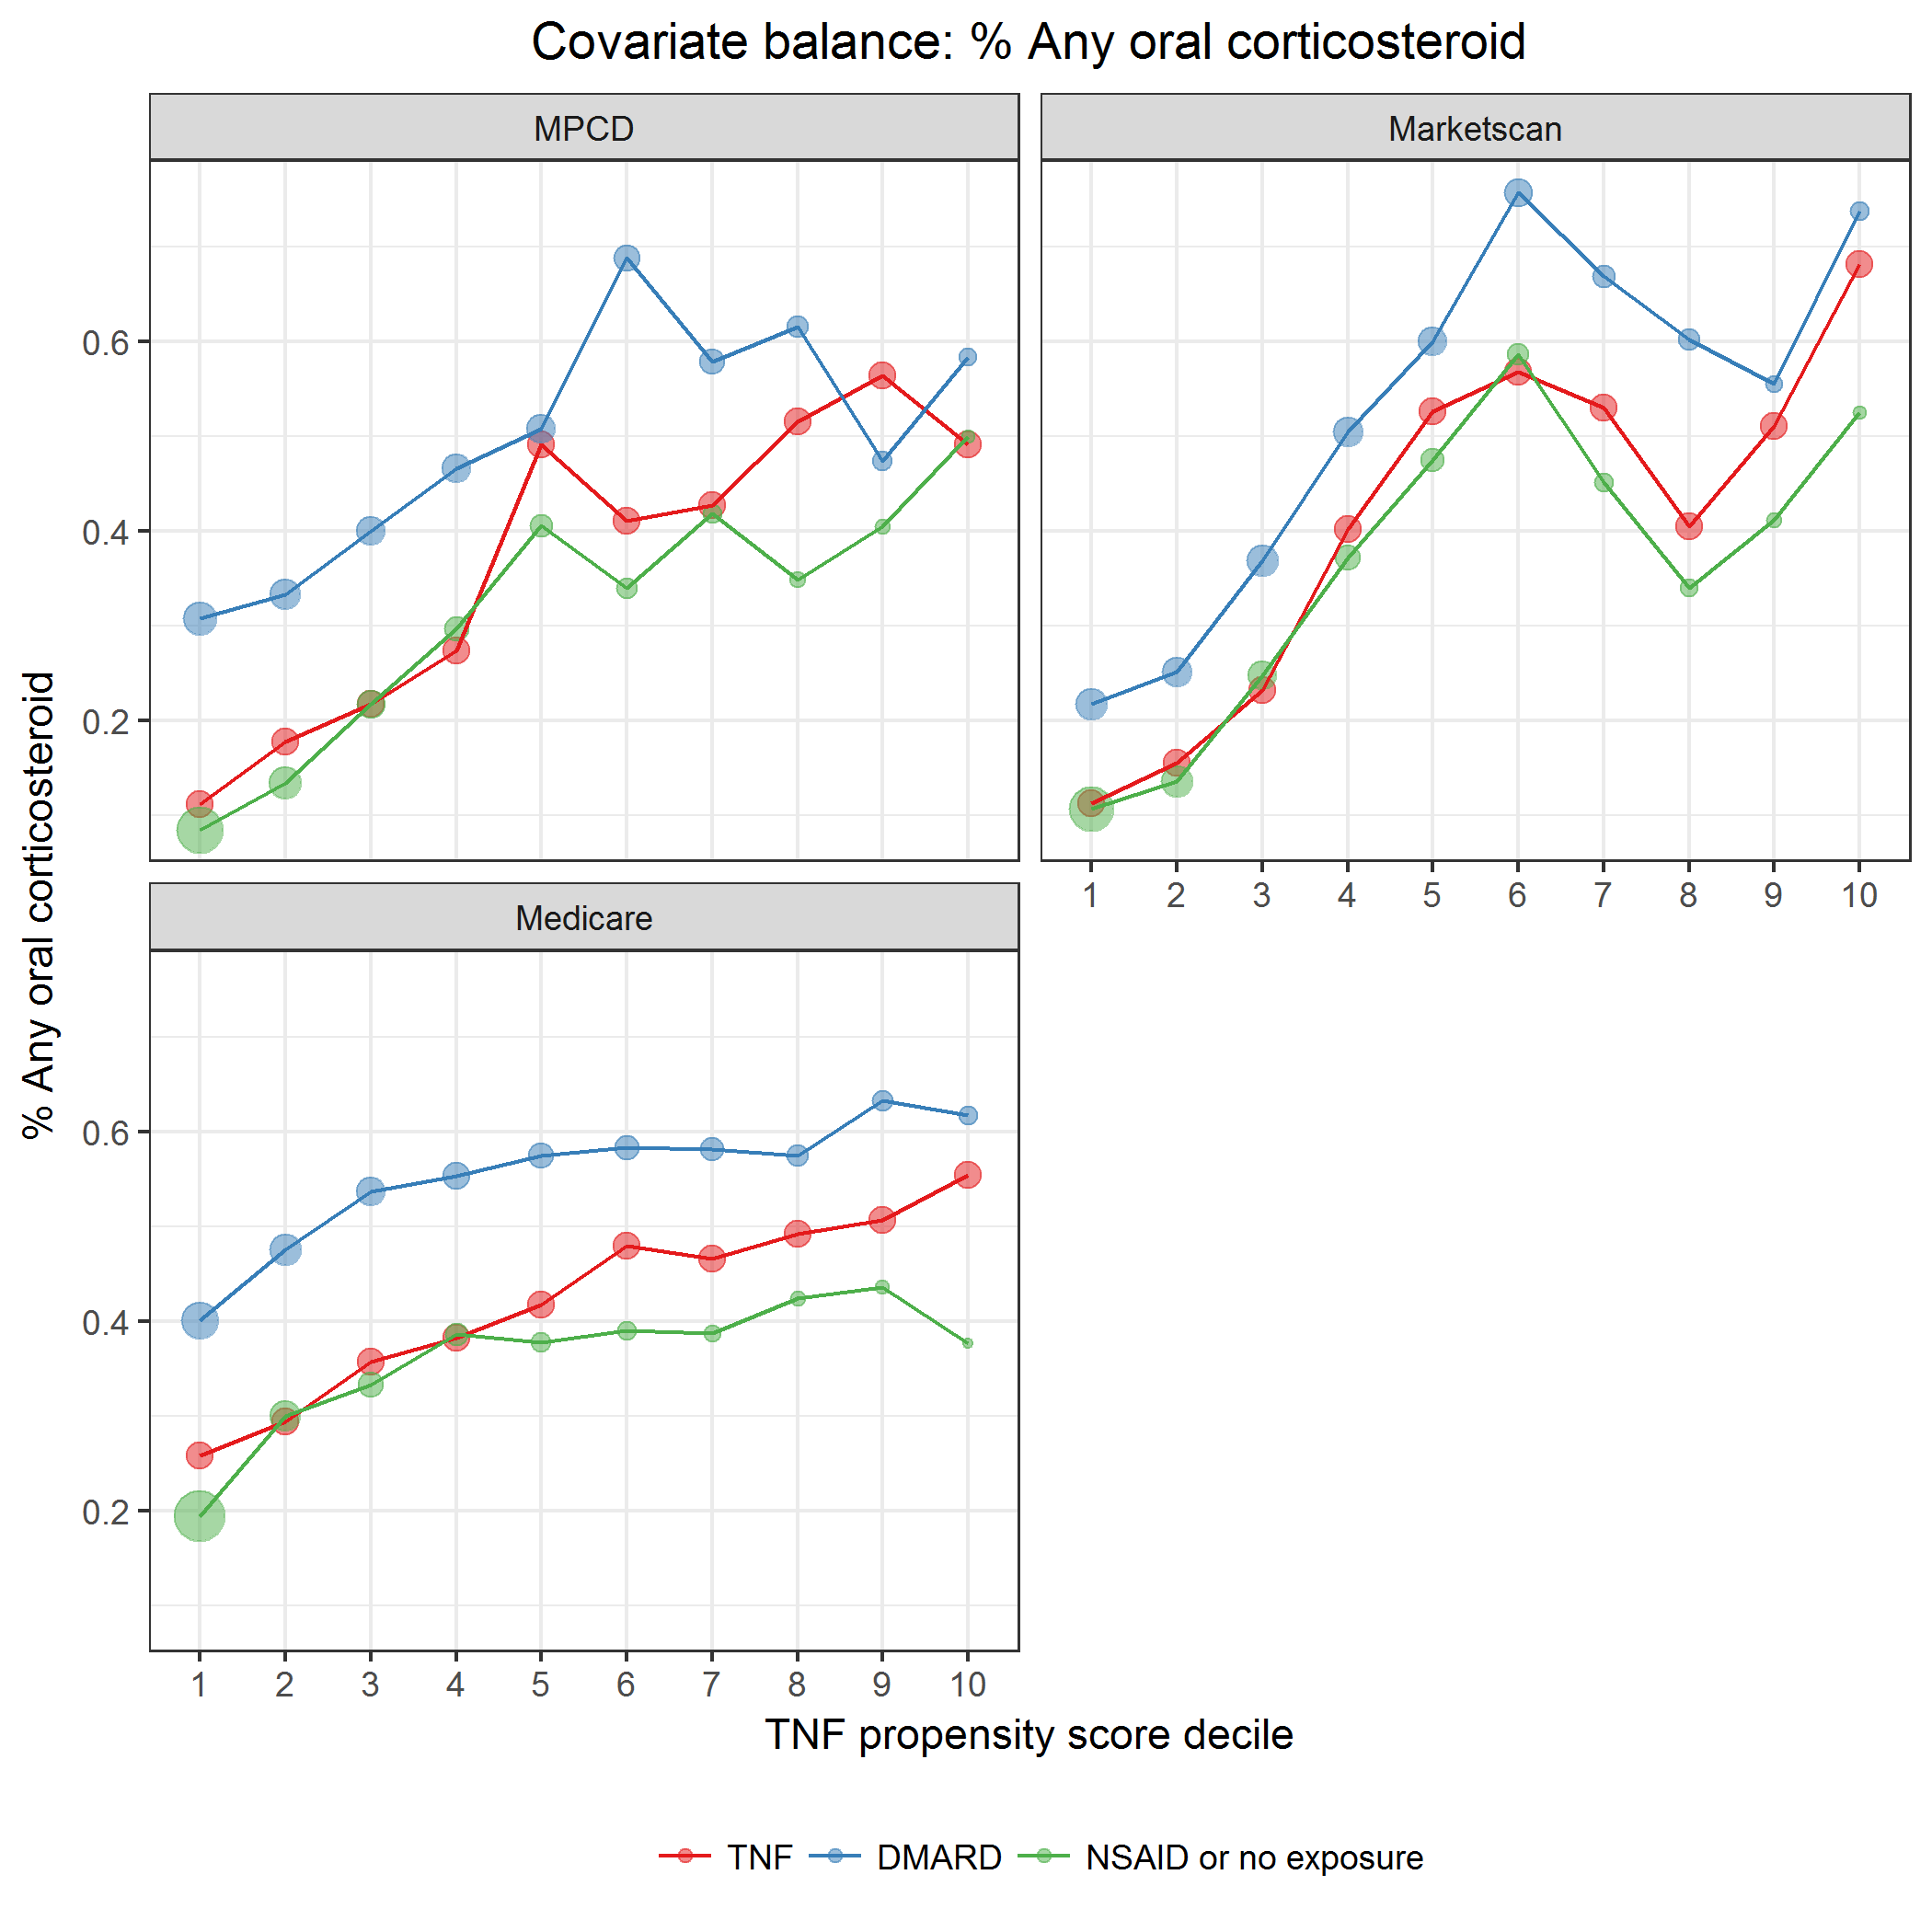 Covariate balance: % Any oral corticosteroid
MPCD
Marketscan
% Any oral corticosteroid
0.6
0.4
0.2
1 2 3 4 5 6 7 8 9 10
Medicare
0.6
0.4
0.2
1 2 3 4 5 6 7 8 9 10
TNF propensity score decile
TNF DMARD NSAID or no exposure